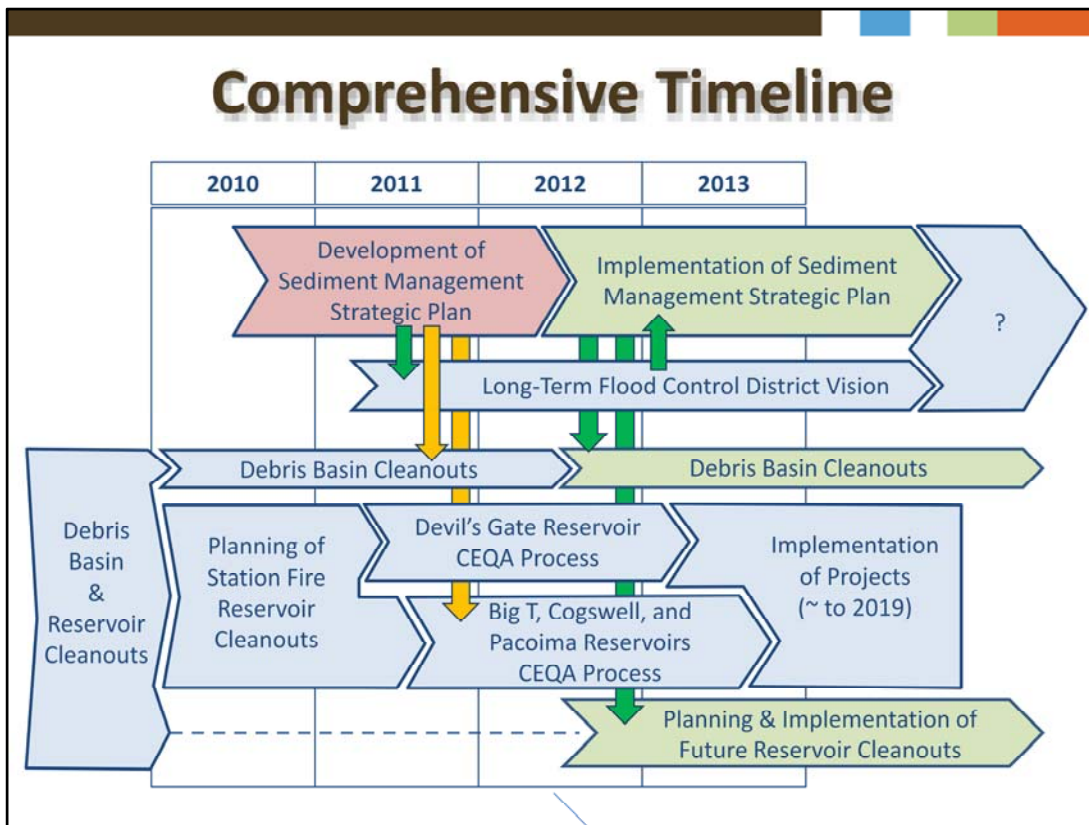 Comprehensive Timeline
2010
2011
2012
2013
Development of
Sediment Management
Strategic Plan
Implementation of Sediment
Management Strategic Plan
?
Long-Term Flood Control District Vision
Debris Basin Cleanouts
Debris Basin Cleanouts
Debris
Basin
&
Reservoir
Cleanouts
Planning of
Station Fire
Reservoir
Cleanouts
Devil's Gate Reservoir
CEQA Process
Big T, Cogswell, and
Pacoima Reservoirs
CEQA Process
Implementation
of Projects
(~ to 2019)
Planning & Implementation of
Future Reservoir Cleanouts